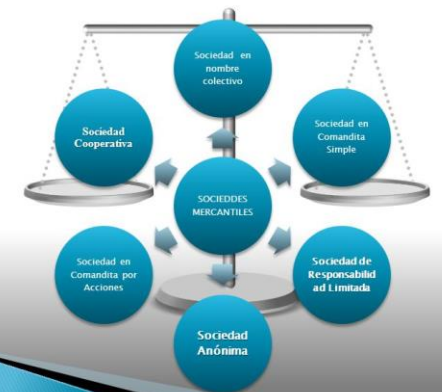 Sociedad en
nombre
colectivo
Sociedad
Cooperativa
Sociedad en
Comandita
Simple
SOCIEDDES
MERCANTILES
Sociedad en
Comandita por
Acciones
Sociedad de
Responsabilid
ad Limitada
Sociedad
Anónima